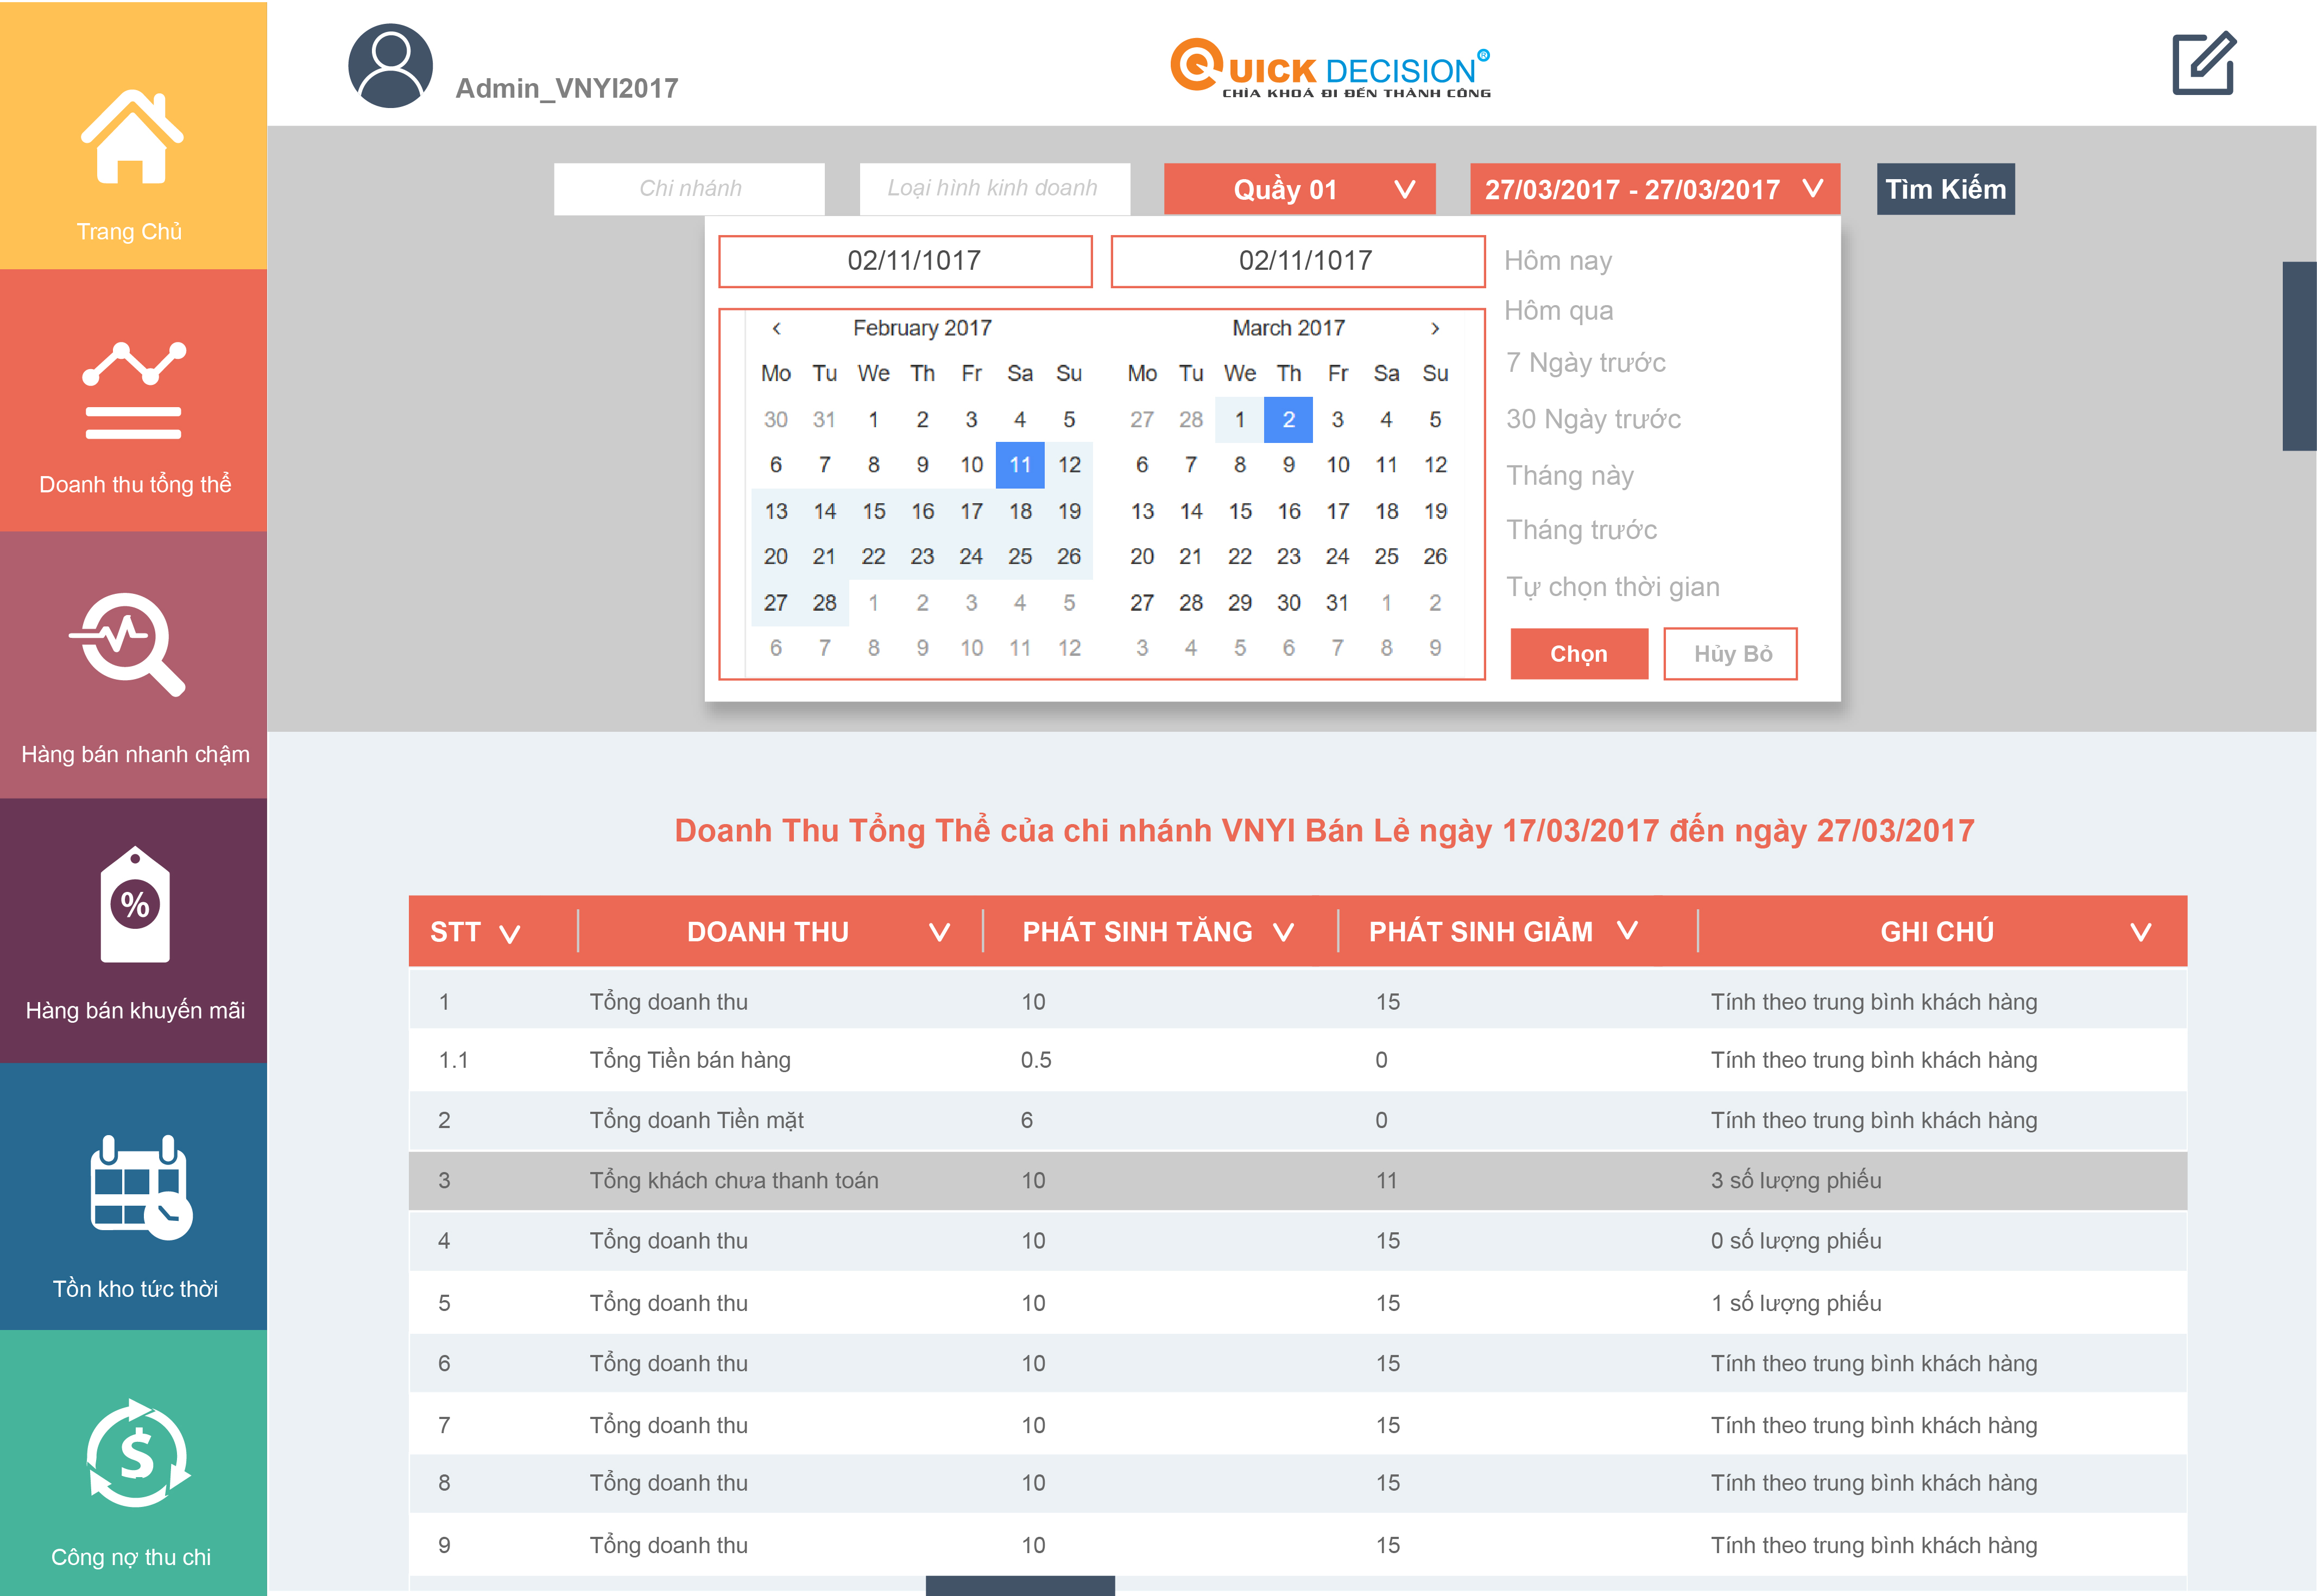 Admin_VNYI2017
QUICK DECISION®
CHÌA KHOÁ ĐI ĐẾN THÀNH CÔNG
Trang Chủ
Doanh thu tổng thể
Hàng bán nhanh chậm
%
Hàng bán khuyến mãi
Tồn kho tức thời
$
Công nợ thu chi
Chi nhánh Loại hình kinh doanh Quầy 01 27/03/2017 - 27/03/2017 Tìm Kiếm
02/11/1017 02/11/1017
February 2017 March 2017
Mo Tu We Th Fr Sa Su Mo Tu We Th Fr Sa Su
30 31 1 2 3 4 5 27 28 1 2 3 4 5
6 7 8 9 10 11 12 6 7 8 9 10 11 12
13 14 15 16 17 18 19 13 14 15 16 17 18 19
20 21 22 23 24 25 26 20 21 22 23 24 25 26
27 28 1 2 3 4 5 27 28 29 30 31 1 2
6 7 8 9 10 11 12 3 4 5 6 7 8 9
Hôm nay
Hôm qua
7 Ngày trước
30 Ngày trước
Tháng này
Tháng trước
Tự chọn thời gian
Chọn Hủy Bỏ
Doanh Thu Tổng Thể của chi nhánh VNYI Bán Lẻ ngày 17/03/2017 đến ngày 27/03/2017
STT DOANH THU PHÁT SINH TĂNG PHÁT SINH GIẢM GHI CHÚ
1 Tổng doanh thu 10 15 Tính theo trung bình khách hàng
1.1 Tổng Tiền bán hàng 0.5 0 Tính theo trung bình khách hàng
2 Tổng doanh Tiền mặt 6 0 Tính theo trung bình khách hàng
3 Tổng khách chưa thanh toán 10 11 3 số lượng phiếu
4 Tổng doanh thu 10 15 0 số lượng phiếu
5 Tổng doanh thu 10 15 1 số lượng phiếu
6 Tổng doanh thu 10 15 Tính theo trung bình khách hàng
7 Tổng doanh thu 10 15 Tính theo trung bình khách hàng
8 Tổng doanh thu 10 15 Tính theo trung bình khách hàng
9 Tổng doanh thu 10 15 Tính theo trung bình khách hàng